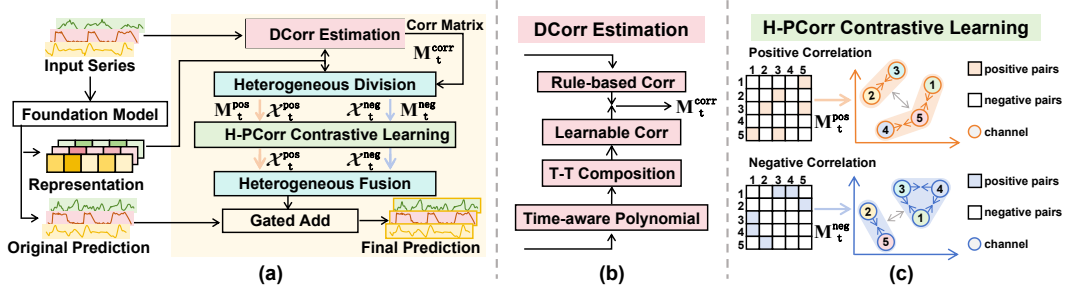 Input Series
Foundation Model
Representation
Original Prediction
DCorr Estimation
Corr Matrix
M_t^corr
Heterogeneous Division
M_t^pos X_t^pos X_t^neg M_t^neg
H-PCorr Contrastive Learning
X_t^pos X_t^neg
Heterogeneous Fusion
Gated Add
Final Prediction
(a)
DCorr Estimation
Rule-based Corr
M_t^corr
Learnable Corr
T-T Composition
Time-aware Polynomial
(b)
H-PCorr Contrastive Learning
Positive Correlation
1 2 3 4 5
1
2
3
4
5
M_t^pos
3
1
2
5
4
positive pairs
negative pairs
channel
Negative Correlation
1 2 3 4 5
1
2
3
4
5
M_t^neg
3 4
2
1
5
positive pairs
negative pairs
channel
(c)